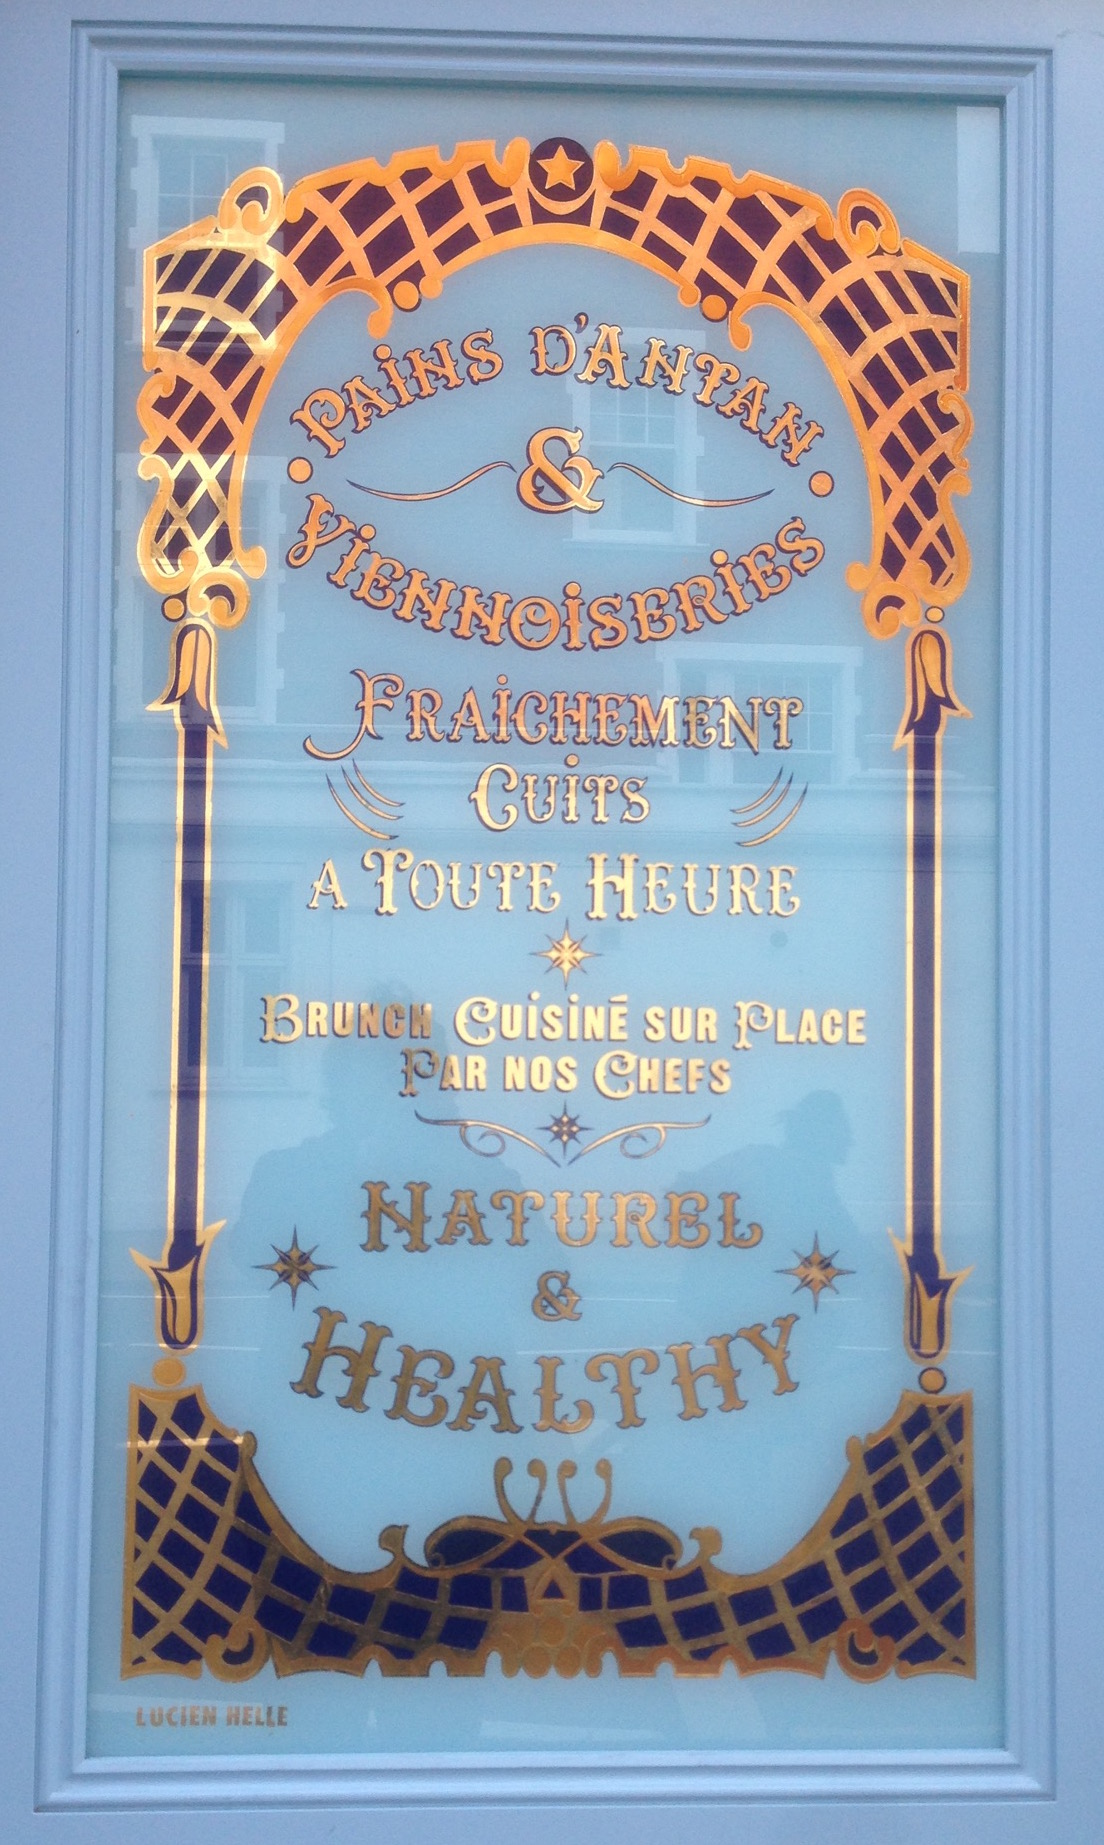 PAiNS D'ANTAN
&
ViENNOiSERiES
FRAiCHEMENT
CUiTS
A TOUTE HEURE
BRUNCH CUiSiNÉ SUR PLACE
PAR NOS CHEFS
NATUREL
&
HEALTHY
LUCIEN HELLE